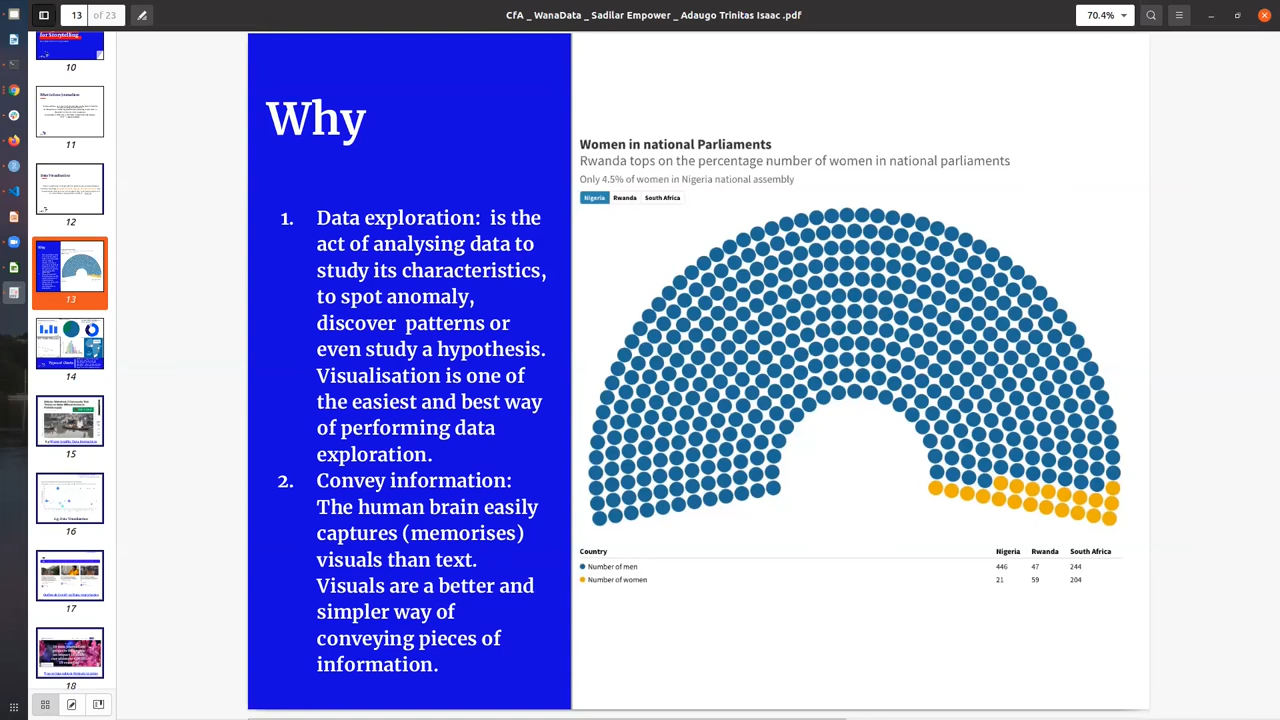 13 of 23
CfA _ WanaData _ Sadilar Empower _ Adaugo Trinitas Isaac.pdf
70.4%
for Storytelling
10
11
Data Visualisation
12
Why
13
14
15
16
17
18
Why
1. Data exploration: is the
act of analysing data to
study its characteristics,
to spot anomaly,
discover patterns or
even study a hypothesis.
Visualisation is one of
the easiest and best way
of performing data
exploration.
2. Convey information:
The human brain easily
captures (memorises)
visuals than text.
Visuals are a better and
simpler way of
conveying pieces of
information.
Women in national Parliaments
Rwanda tops on the percentage number of women in national parliaments
Only 4.5% of women in Nigeria national assembly
Nigeria Rwanda South Africa
Country Nigeria Rwanda South Africa
Number of men 446 47 244
Number of women 21 59 204